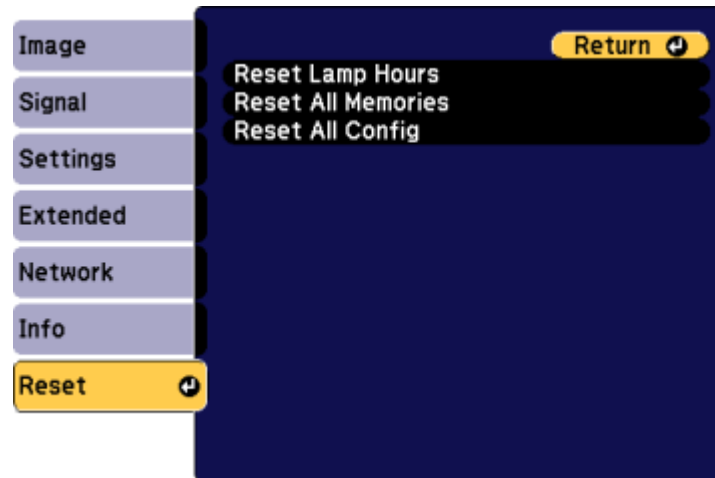 Image
Signal
Settings
Extended
Network
Info
Reset
Return
Reset Lamp Hours
Reset All Memories
Reset All Config